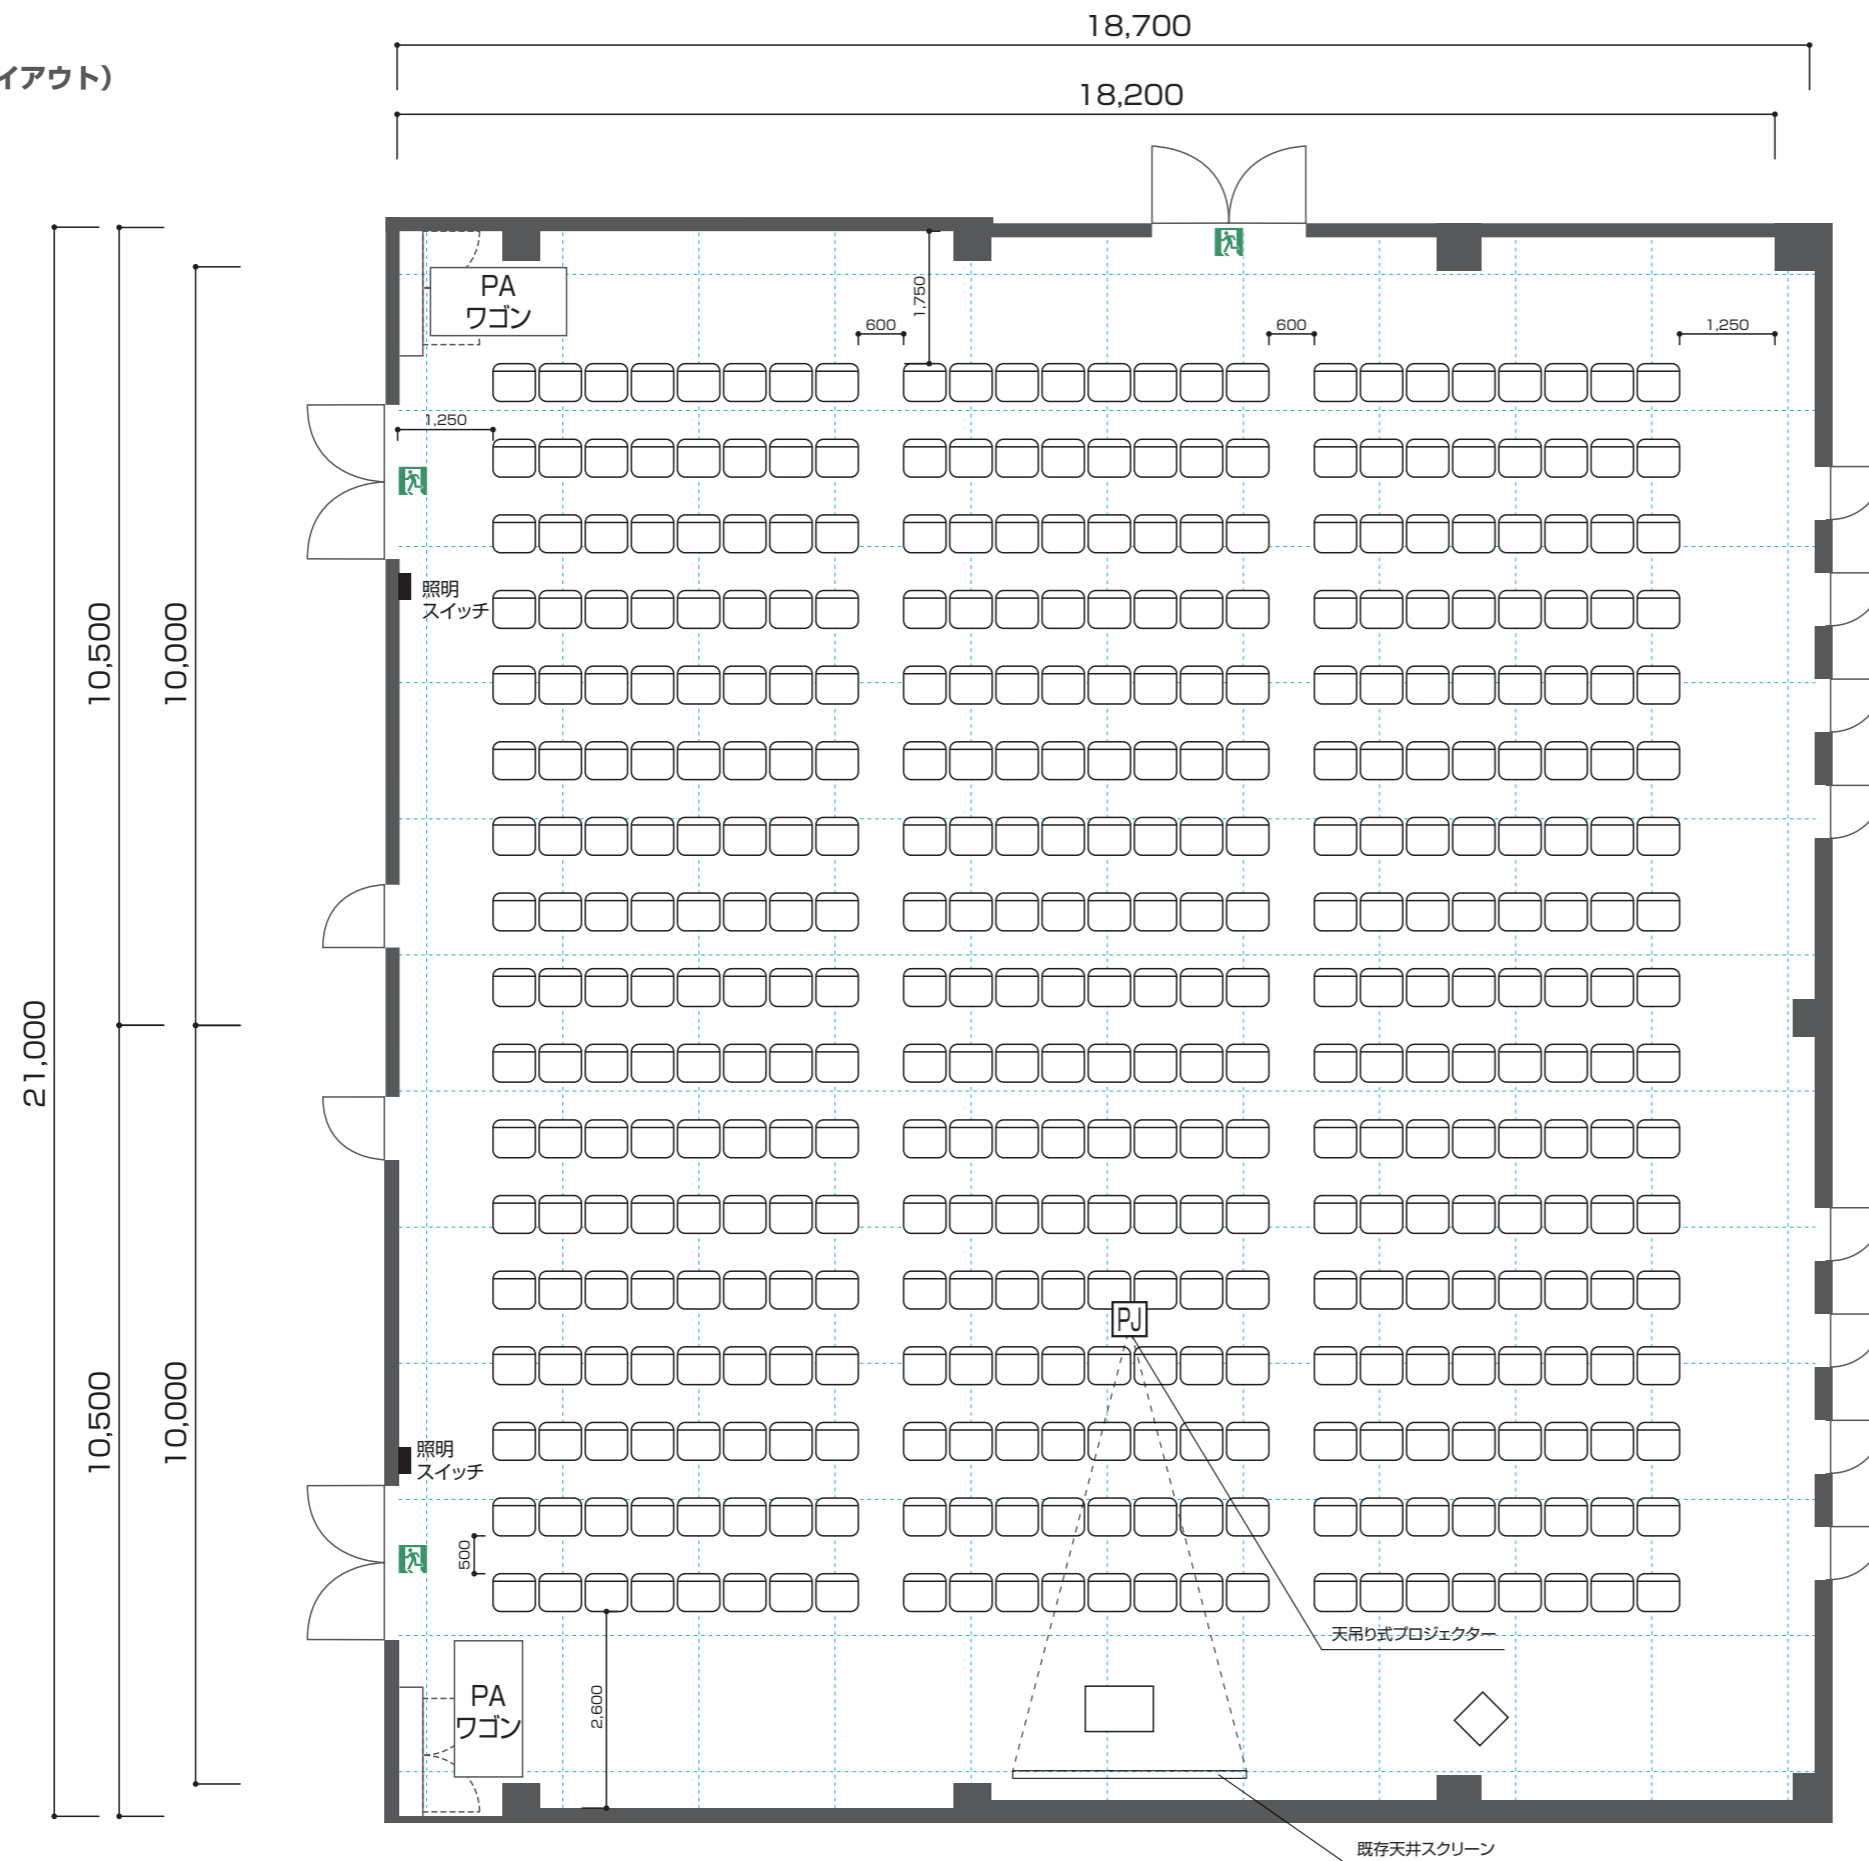 イアウト）
18,700
18,200
PA
ワゴン
1,750
600
600
1,250
1,250
照明
スイッチ
10,500
10,000
21,000
10,500
10,000
PJ
照明
スイッチ
500
天吊り式プロジェクター
2,600
PA
ワゴン
既存天井スクリーン